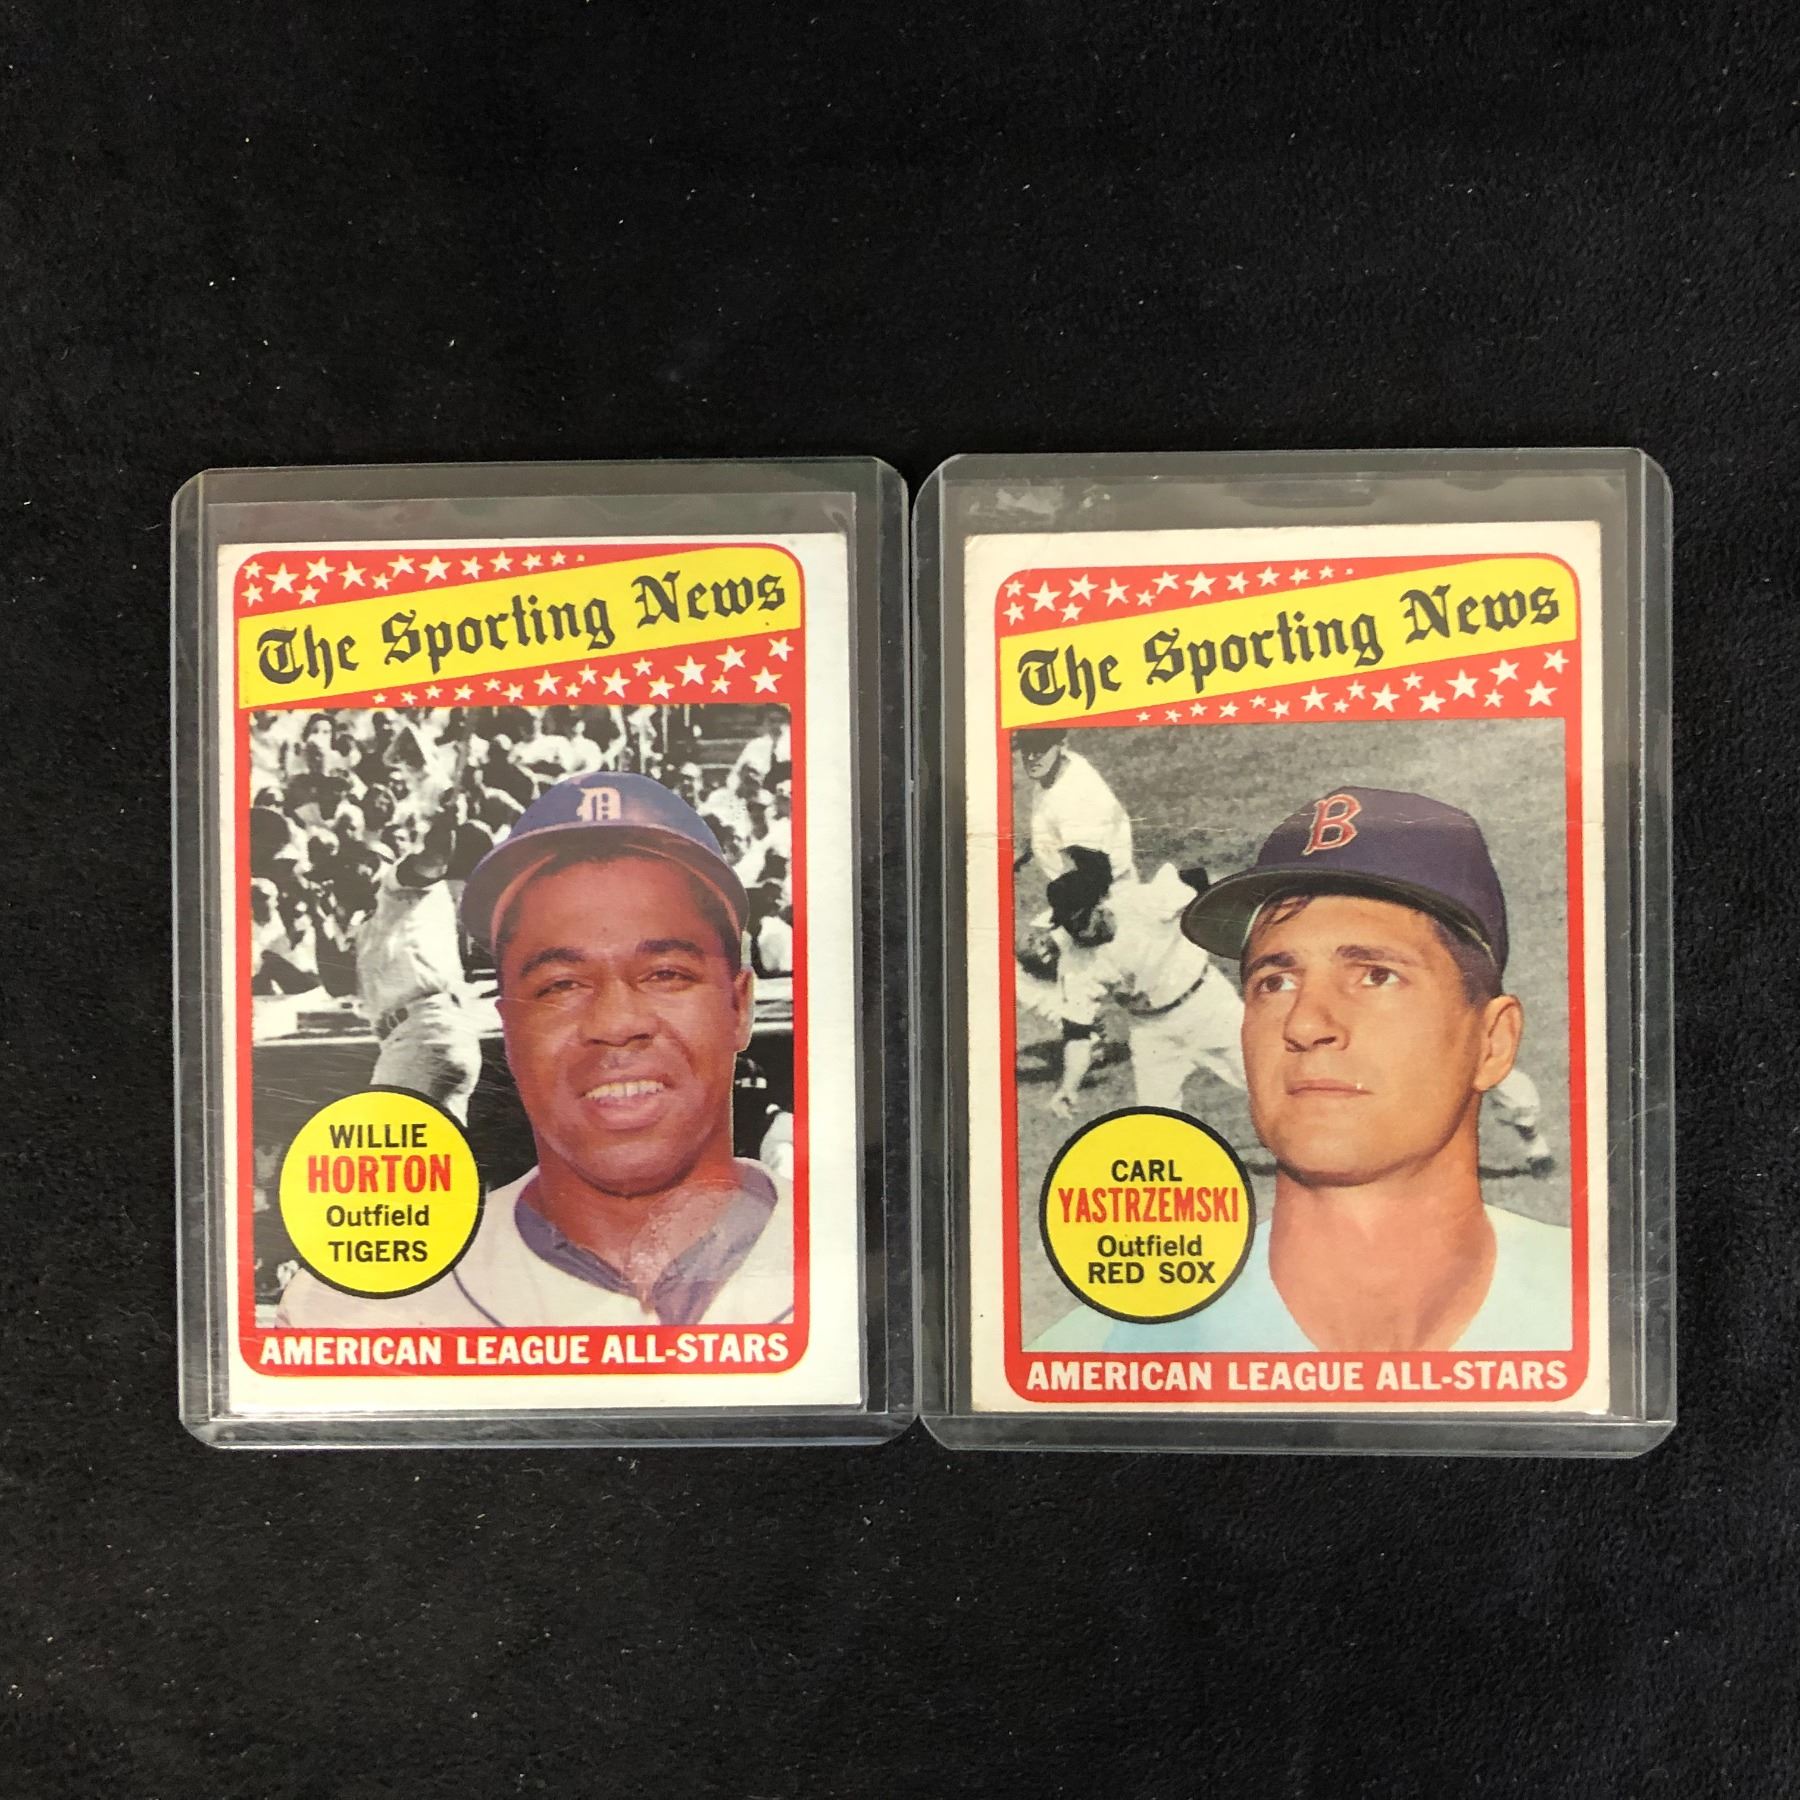 The Sporting News
D
WILLIE
HORTON
Outfield
TIGERS
AMERICAN LEAGUE ALL-STARS
The Sporting News
B
CARL
YASTRZEMSKI
Outfield
RED SOX
AMERICAN LEAGUE ALL-STARS